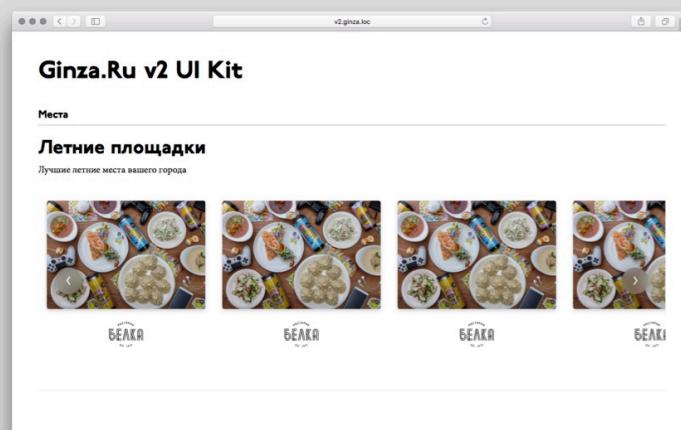 v2.ginza.loc
Ginza.Ru v2 UI Kit
Места
Летние площадки
Лучшие летние места вашего города
БЕЛКА
БЕЛКА
БЕЛКА
БЕЛК